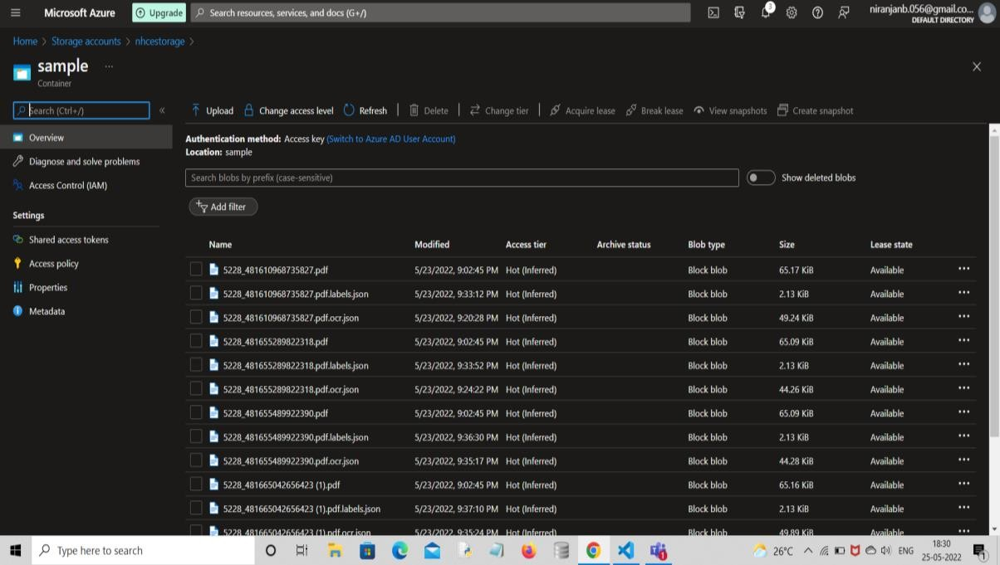 Microsoft Azure
Upgrade
Search resources, services, and docs (G+/)
3
niranjanb.056@gmail.co...
DEFAULT DIRECTORY
Home > Storage accounts > nhcestorage >
sample ...
Container
Search (Ctrl+/)
«
Upload Change access level Refresh Delete Change tier Acquire lease Break lease View snapshots Create snapshot
Overview
Diagnose and solve problems
Access Control (IAM)
Settings
Shared access tokens
Access policy
Properties
Metadata
Authentication method: Access key (Switch to Azure AD User Account)
Location: sample
Search blobs by prefix (case-sensitive)
Show deleted blobs
Add filter
Name Modified Access tier Archive status Blob type Size Lease state
5228_481610968735827.pdf 5/23/2022, 9:02:45 PM Hot (Inferred) Block blob 65.17 KiB Available ...
5228_481610968735827.pdf.labels.json 5/23/2022, 9:33:12 PM Hot (Inferred) Block blob 2.13 KiB Available ...
5228_481610968735827.pdf.ocr.json 5/23/2022, 9:20:28 PM Hot (Inferred) Block blob 49.24 KiB Available ...
5228_481655289822318.pdf 5/23/2022, 9:02:45 PM Hot (Inferred) Block blob 65.09 KiB Available ...
5228_481655289822318.pdf.labels.json 5/23/2022, 9:33:52 PM Hot (Inferred) Block blob 2.13 KiB Available ...
5228_481655289822318.pdf.ocr.json 5/23/2022, 9:24:22 PM Hot (Inferred) Block blob 44.26 KiB Available ...
5228_481655489922390.pdf 5/23/2022, 9:02:45 PM Hot (Inferred) Block blob 65.09 KiB Available ...
5228_481655489922390.pdf.labels.json 5/23/2022, 9:36:30 PM Hot (Inferred) Block blob 2.13 KiB Available ...
5228_481655489922390.pdf.ocr.json 5/23/2022, 9:35:17 PM Hot (Inferred) Block blob 44.28 KiB Available ...
5228_481665042656423 (1).pdf 5/23/2022, 9:02:45 PM Hot (Inferred) Block blob 65.16 KiB Available ...
5228_481665042656423 (1).pdf.labels.json 5/23/2022, 9:37:10 PM Hot (Inferred) Block blob 2.13 KiB Available ...
5228_481665042656423 (1).pdf.ocr.json 5/23/2022, 9:35:24 PM Hot (Inferred) Block blob 49.89 KiB Available ...
Type here to search
26°C
ENG
18:30
25-05-2022
1